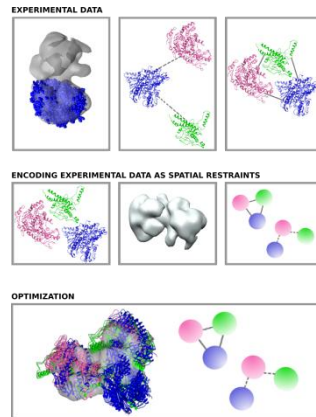 EXPERIMENTAL DATA
ENCODING EXPERIMENTAL DATA AS SPATIAL RESTRAINTS
OPTIMIZATION